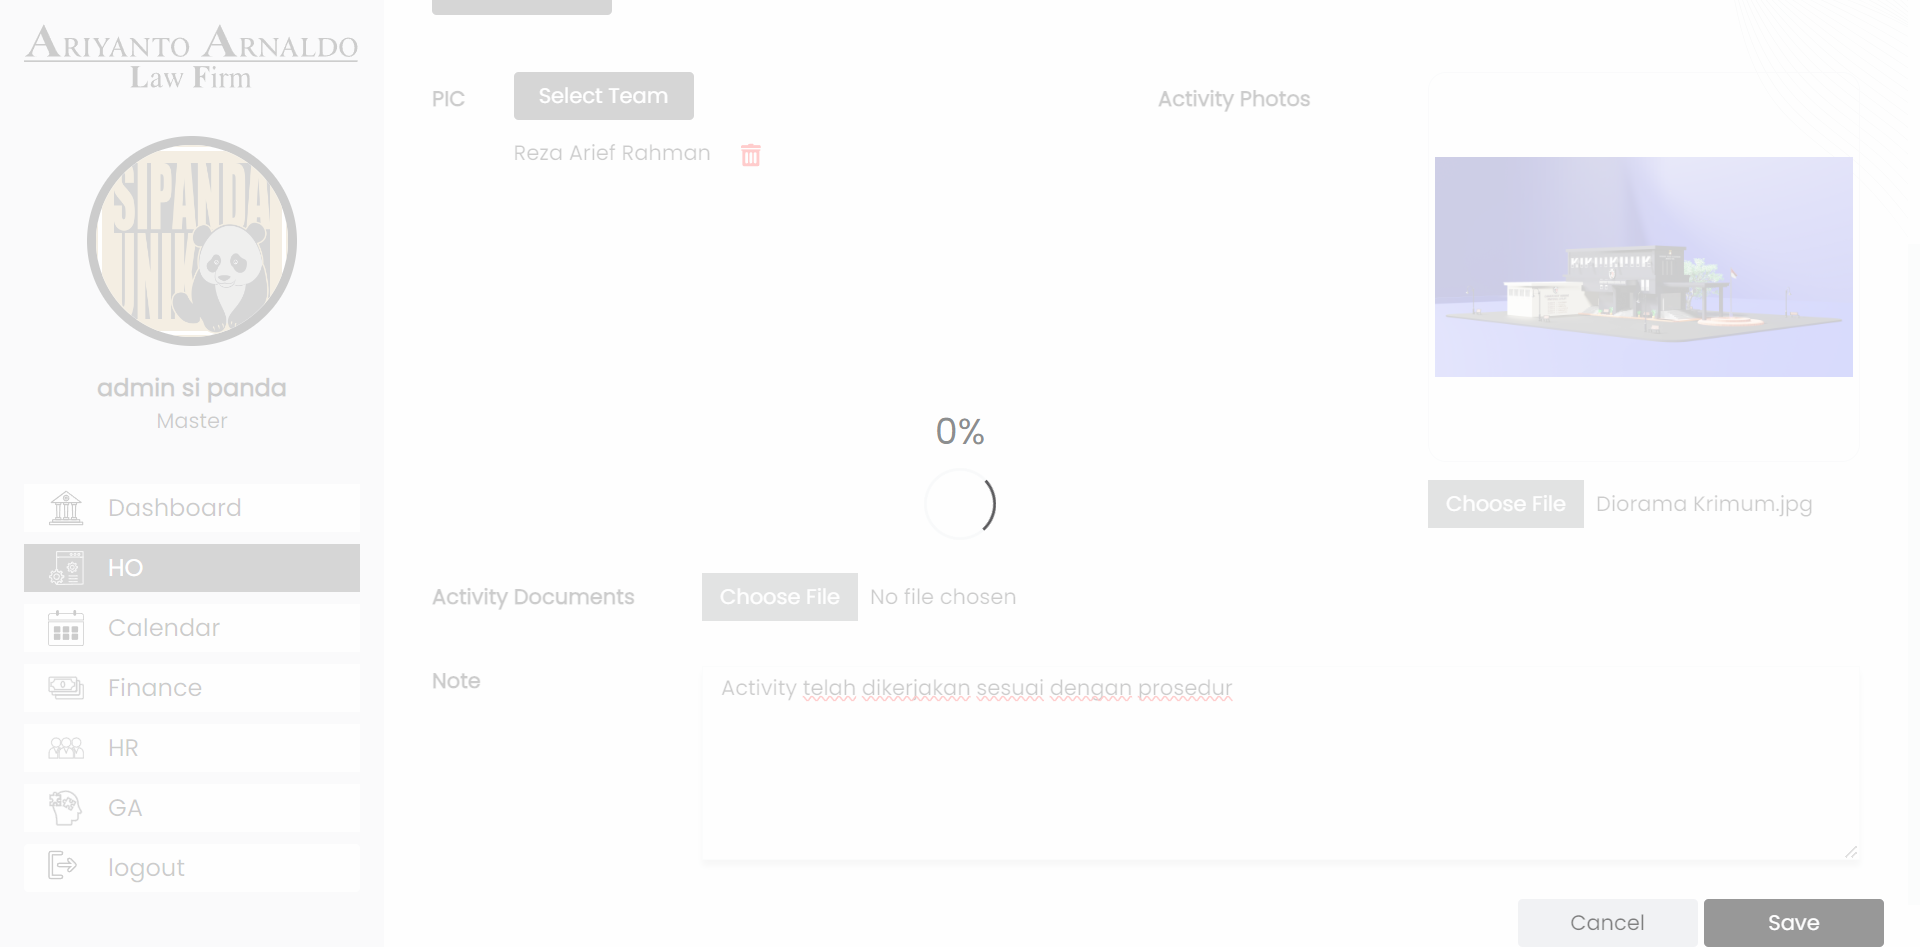 ARIYANTO ARNALDO
Law Firm
SIPANDA
admin si panda
Master
Dashboard
HO
Calendar
Finance
HR
GA
logout
PIC
Select Team
Reza Arief Rahman
Activity Photos
0%
Choose File
Diorama Krimum.jpg
Activity Documents
Choose File
No file chosen
Note
Activity telah dikerjakan sesuai dengan prosedur
Cancel
Save